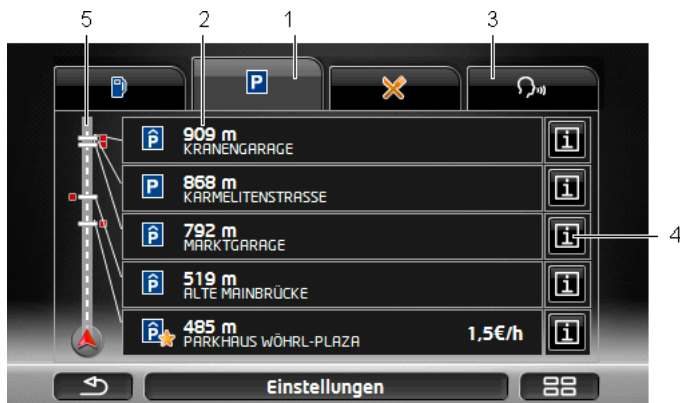 5 2 1 3
P
P 909 m i
KRANENGARAGE
P 868 m i
KARMELITENSTRASSE
P 792 m i 4
MARKTGARAGE
P 519 m i
ALTE MAINBRÜCKE
P 485 m 1,5€/h i
PARKHAUS WÖHRL-PLAZA
Einstellungen